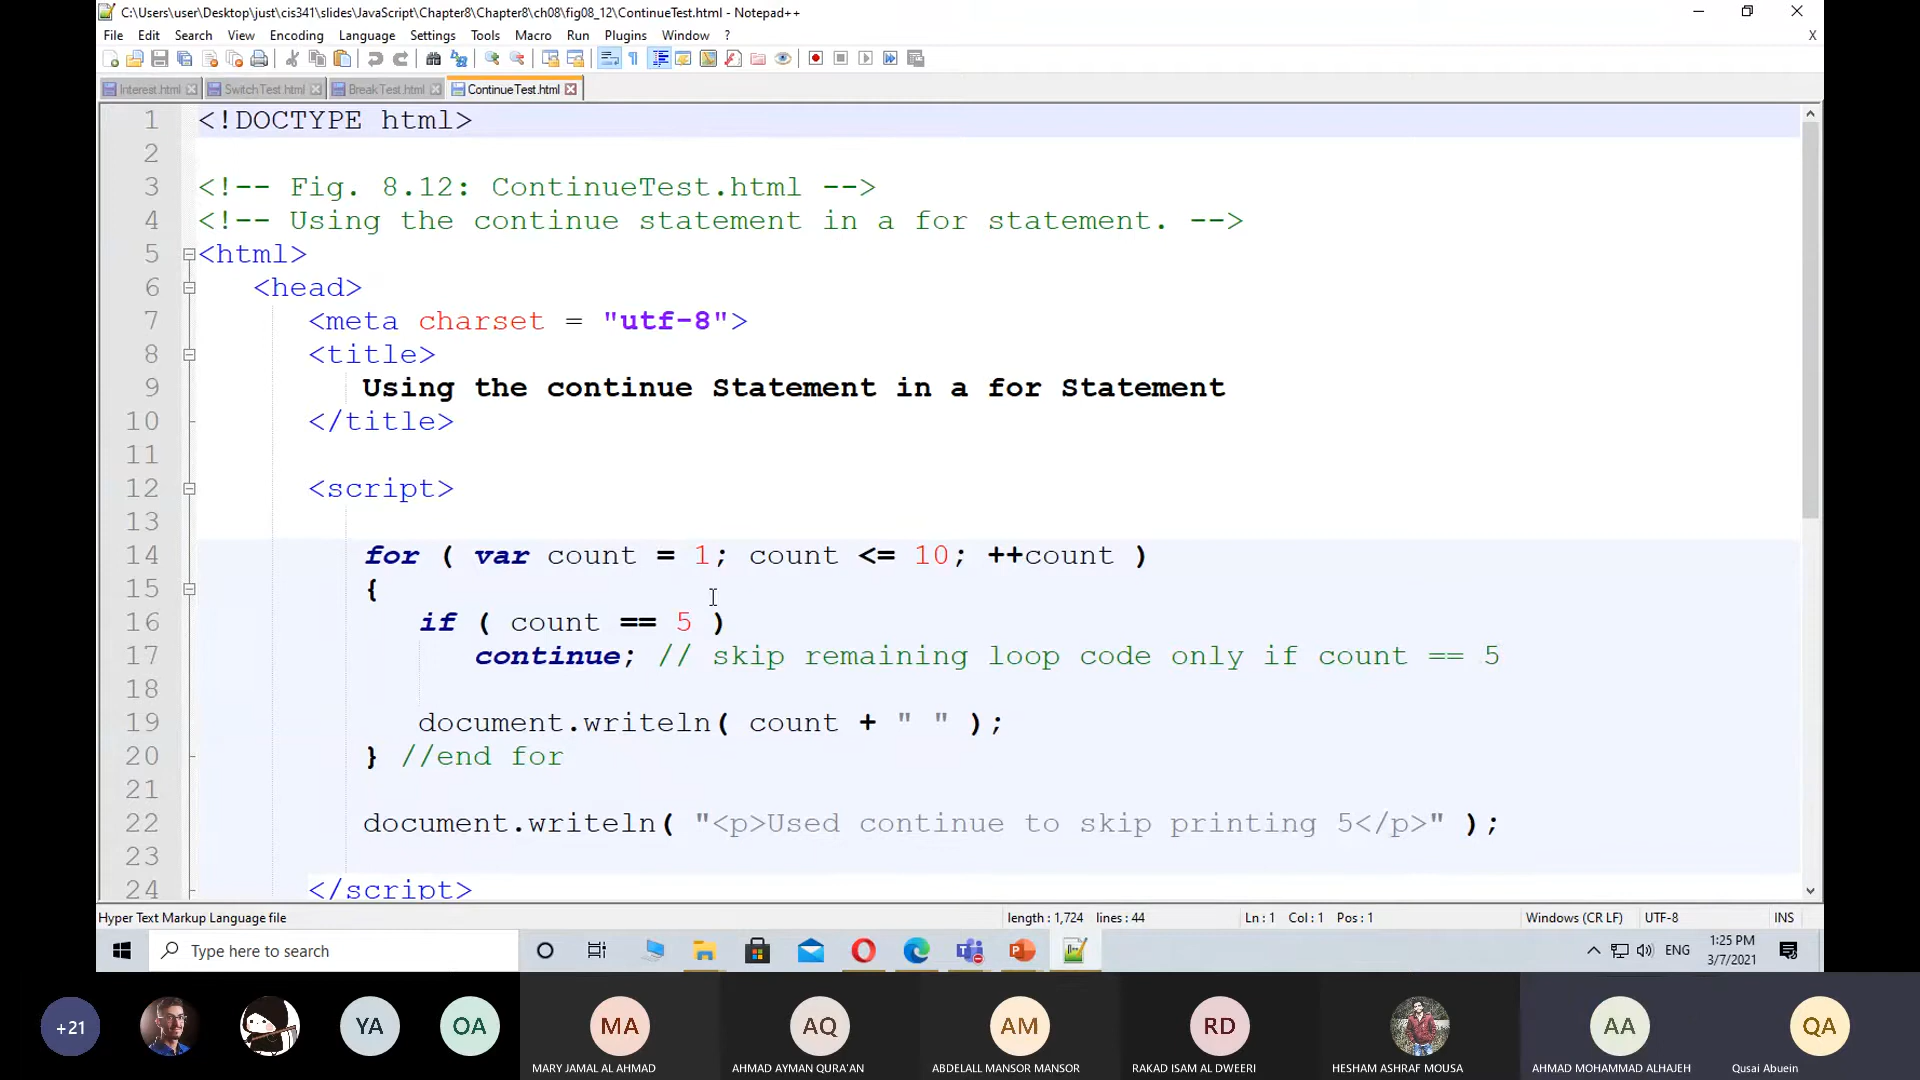 C:\Users\user\Desktop\just\cis341\slides\JavaScript\Chapter8\Chapter8\ch08\fig08_12\ContinueTest.html - Notepad++
File Edit Search View Encoding Language Settings Tools Macro Run Plugins Window ? X
Interest.html SwitchTest.html BreakTest.html ContinueTest.html
1 <!DOCTYPE html>
2
3 <!-- Fig. 8.12: ContinueTest.html -->
4 <!-- Using the continue statement in a for statement. -->
5 <html>
6 <head>
7 <meta charset = "utf-8">
8 <title>
9 Using the continue Statement in a for Statement
10 </title>
11
12 <script>
13
14 for ( var count = 1; count <= 10; ++count )
15 {
16 if ( count == 5 )
17 continue; // skip remaining loop code only if count == 5
18
19 document.writeln( count + " " );
20 } //end for
21
22 document.writeln( "<p>Used continue to skip printing 5</p>" );
23
24 </script>
Hyper Text Markup Language file length : 1,724 lines : 44 Ln : 1 Col : 1 Pos : 1 Windows (CR LF) UTF-8 INS
Type here to search ENG 1:25 PM
3/7/2021
+21 YA OA MA AQ AM RD AA QA
MARY JAMAL AL AHMAD AHMAD AYMAN QURA'AN ABDELALL MANSOR MANSOR RAKAD ISAM AL DWEERI HESHAM ASHRAF MOUSA AHMAD MOHAMMAD ALHAJEH Qusai Abuein